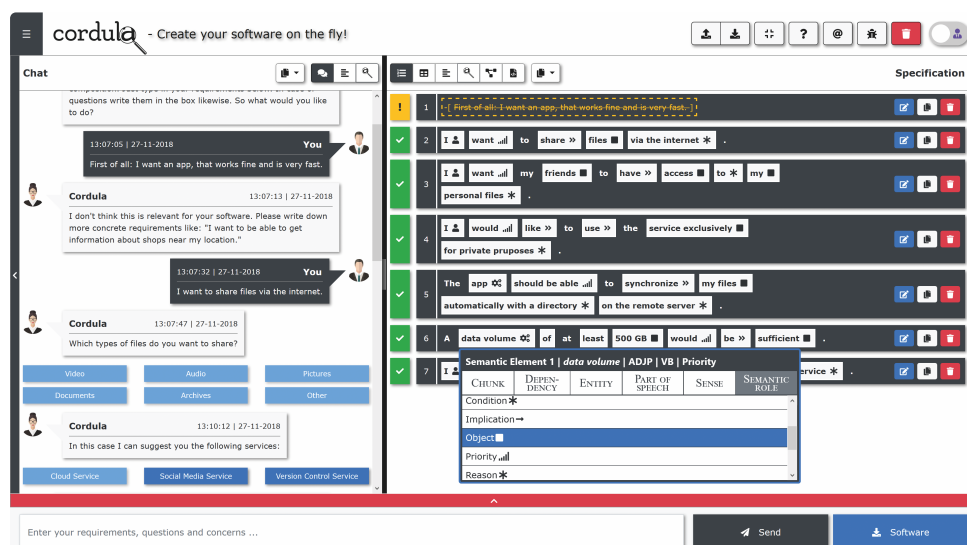 cordula - Create your software on the fly!
? @
Chat
Specification
questions write them in the box likewise. So what would you like
to do?
13:07:05 | 27-11-2018 You
First of all: I want an app, that works fine and is very fast.
Cordula 13:07:13 | 27-11-2018
I don't think this is relevant for your software. Please write down
more concrete requirements like: "I want to be able to get
information about shops near my location."
13:07:32 | 27-11-2018 You
I want to share files via the internet.
Cordula 13:07:47 | 27-11-2018
Which types of files do you want to share?
Video Audio Pictures
Documents Archives Other
Cordula 13:10:12 | 27-11-2018
In this case I can suggest you the following services:
Cloud Service Social Media Service Version Control Service
! 1 [ First of all: I want an app, that works fine and is very fast. ]
2 I want to share files via the internet .
3 I want my friends to have access to my
personal files .
4 I would like to use the service exclusively
for private pruposes .
5 The app should be able to synchronize my files
automatically with a directory on the remote server .
6 A data volume of at least 500 GB would be sufficient .
7 I ervice .
Semantic Element 1 | data volume | ADJP | VB | Priority
CHUNK DEPEN-DENCY ENTITY PART OF SPEECH SENSE SEMANTIC ROLE
Condition
Implication
Object
Priority
Reason
Enter your requirements, questions and concerns ...
Send Software